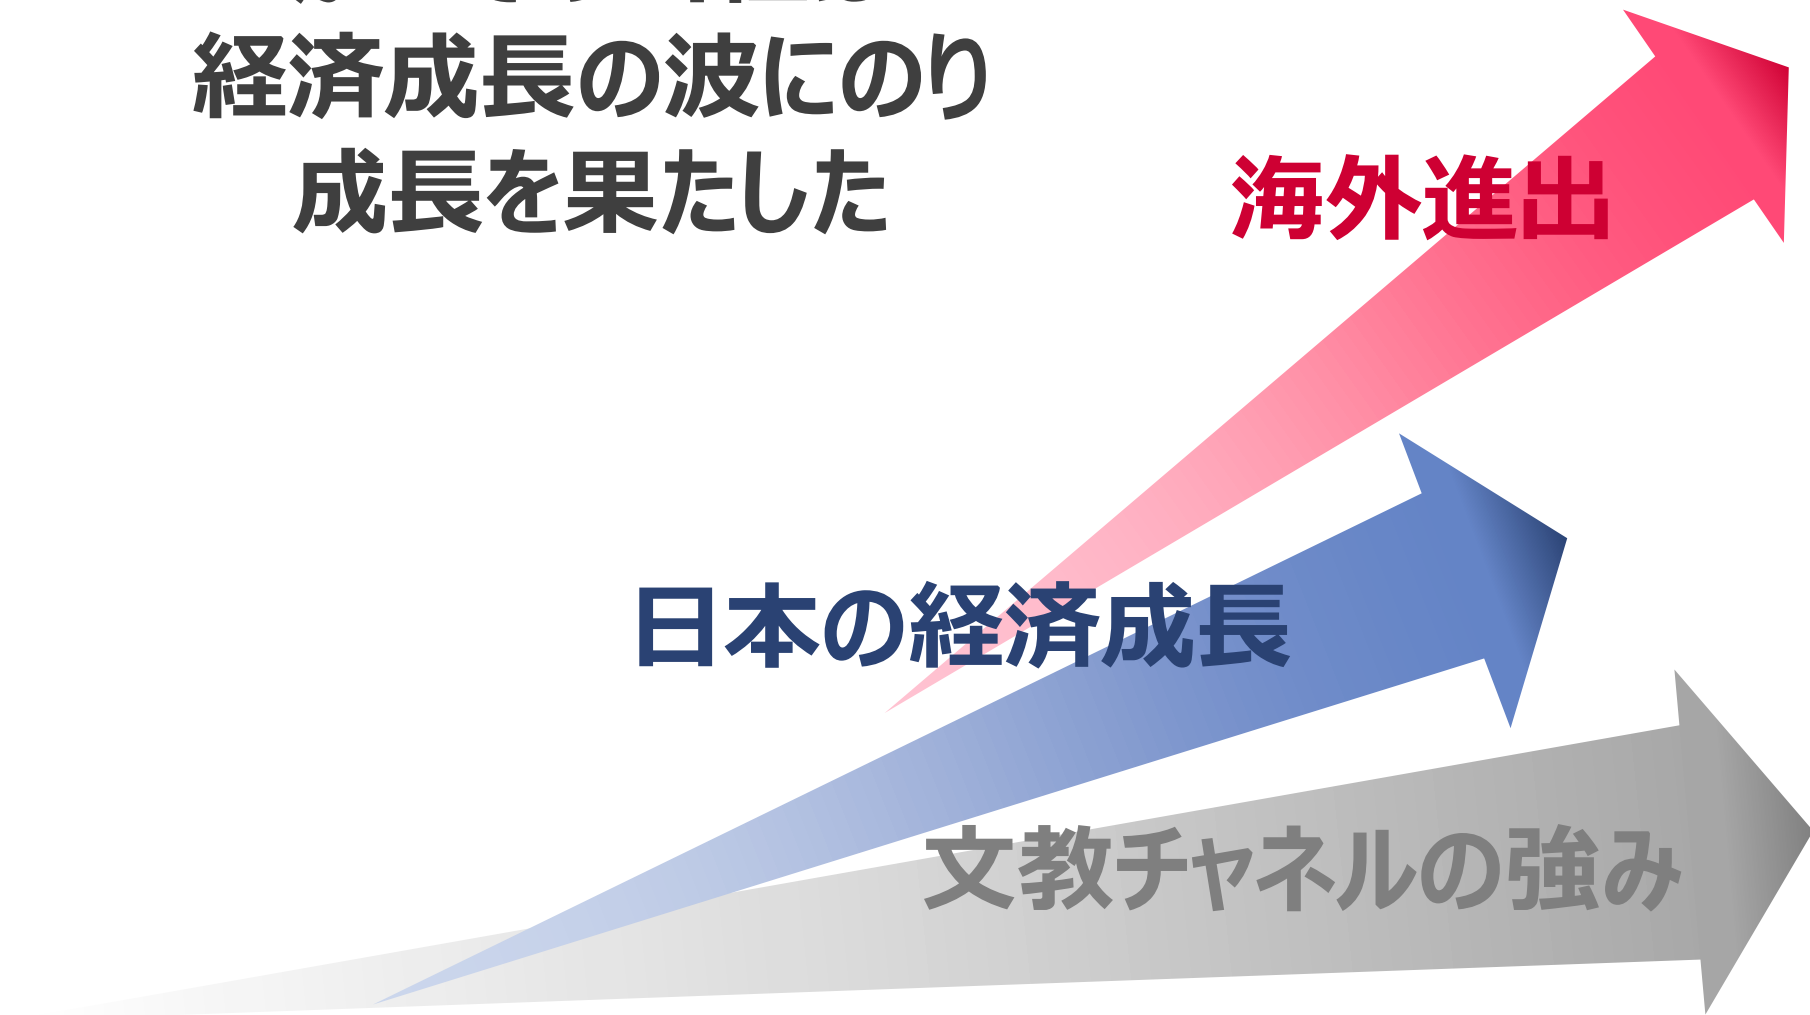 経済成長の波にのり
成長を果たした
海外進出
日本の経済成長
文教チャネルの強み